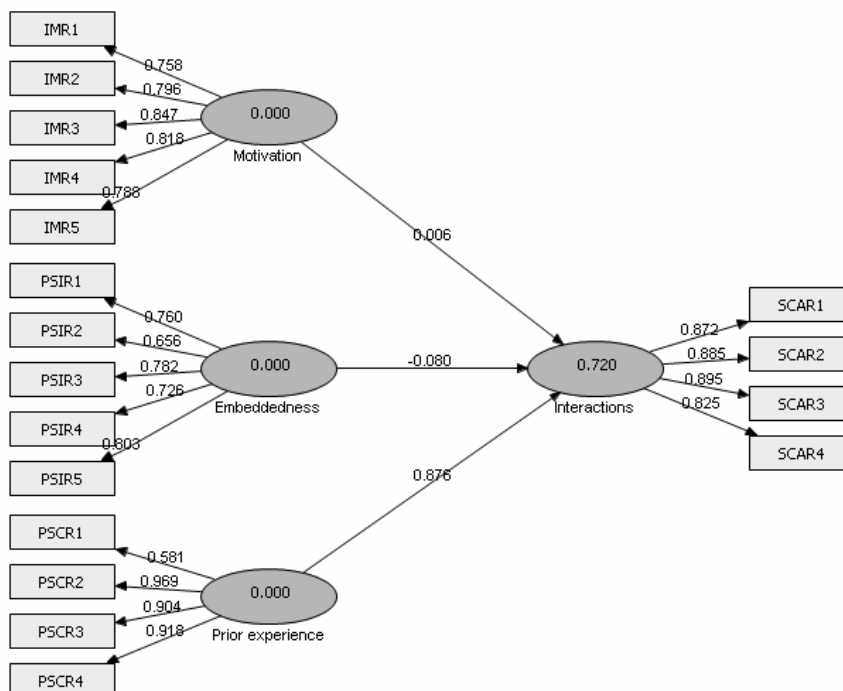 IMR1
IMR2
IMR3
IMR4
IMR5
0.758
0.796
0.847
0.818
0.788
0.000
Motivation
0.006
PSIR1
PSIR2
PSIR3
PSIR4
PSIR5
0.760
0.656
0.782
0.726
0.803
0.000
Embeddedness
-0.080
PSCR1
PSCR2
PSCR3
PSCR4
0.581
0.969
0.904
0.918
0.000
Prior experience
0.876
0.720
Interactions
0.872
0.885
0.895
0.825
SCAR1
SCAR2
SCAR3
SCAR4